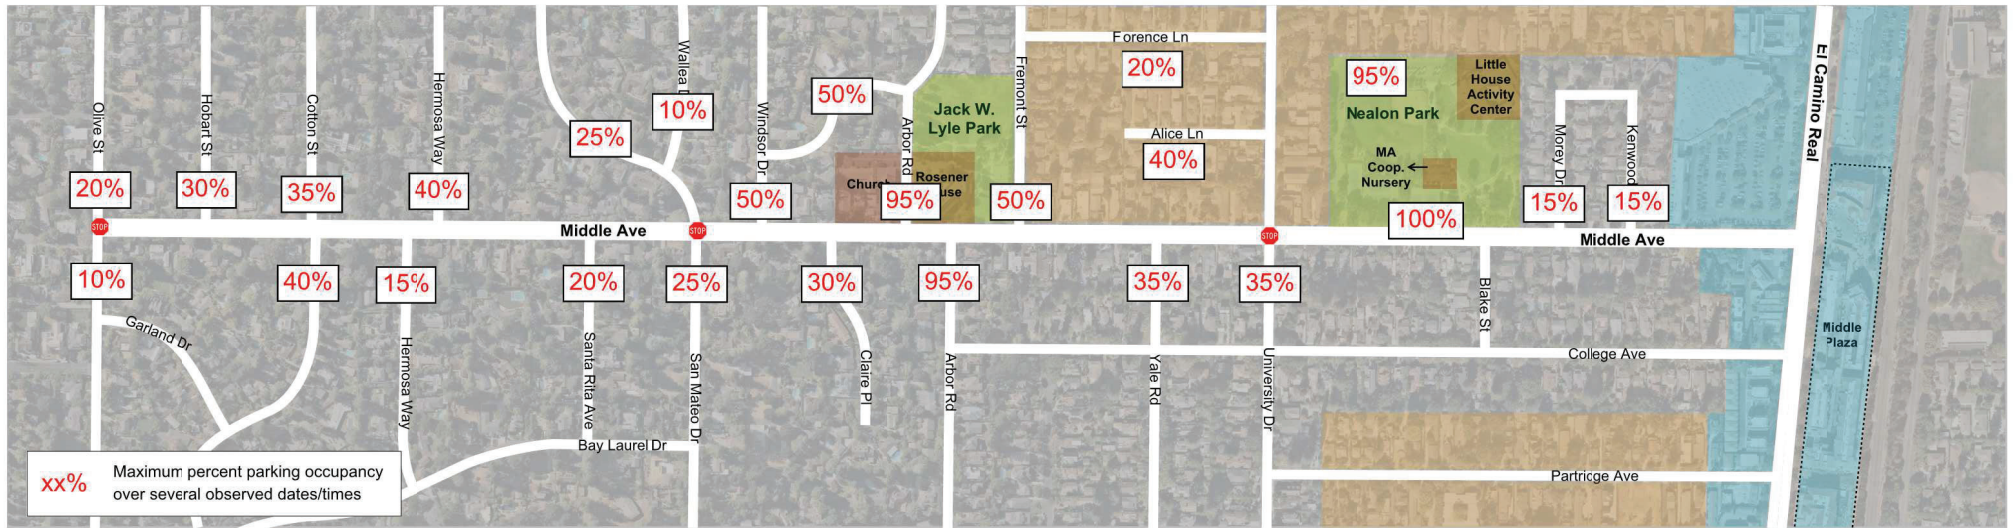 Forence Ln
20%
95%
Little
House
Activity
Center
El Camino Real
Wallea D
Hermosa Way
Fremont St
10%
50%
Olive St
Hobart St
Cotton St
Windsor Dr
Jack W.
Lyle Park
Nealon Park
25%
Arbor Rd
Alice Ln
40%
Morey Dr
Kenwood
MA
Coop.
Nursery
20%
30%
35%
40%
50%
Church
95%
Rosener
use
50%
100%
15%
15%
STOP
Middle Ave
STOP
STOP
Middle Ave
10%
40%
15%
20%
25%
30%
95%
35%
35%
Blake St
Garland Dr
Hermosa Way
Santa Rita Ave
San Mateo Dr
Claire Pl
Arbor Rd
Yale Rd
University Dr
College Ave
Middle
Plaza
Bay Laurel Dr
Partricge Ave
xx% Maximum percent parking occupancy
over several observed dates/times